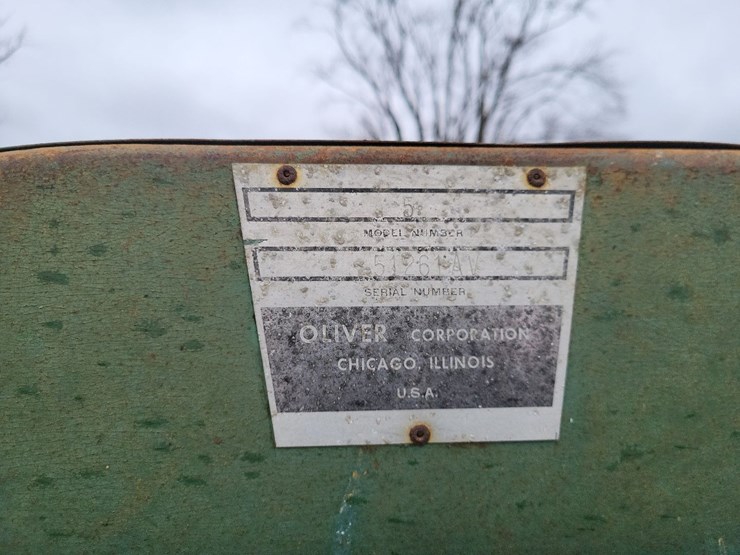 5
MODEL NUMBER
SERIAL NUMBER
OLIVER CORPORATION
CHICAGO, ILLINOIS
U.S.A.